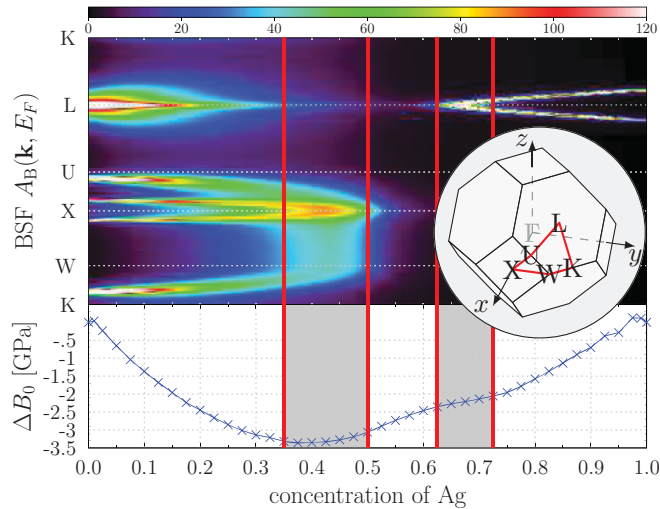 0 20 40 60 80 100 120
K
L
U
X
W
K
BSF A_B(k, E_F)
z
Γ
L
U
X
W
K
y
x
-.5
-1
-1.5
-2
-2.5
-3
-3.5
ΔB₀ [GPa]
0.0 0.1 0.2 0.3 0.4 0.5 0.6 0.7 0.8 0.9 1.0
concentration of Ag